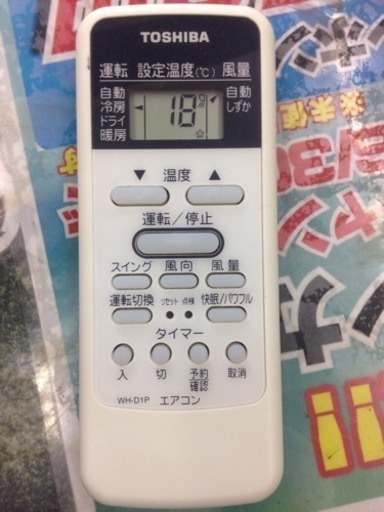 TOSHIBA
運転 設定温度(℃) 風量
自動 自動
冷房 18℃ しずか
ドライ
暖房
▼ 温度 ▲
運転/停止
スイング 風向 風量
運転切換 リセット 点検 快眠/パワフル
タイマー
入 切 予約 取消
確認
WH-D1P エアコン